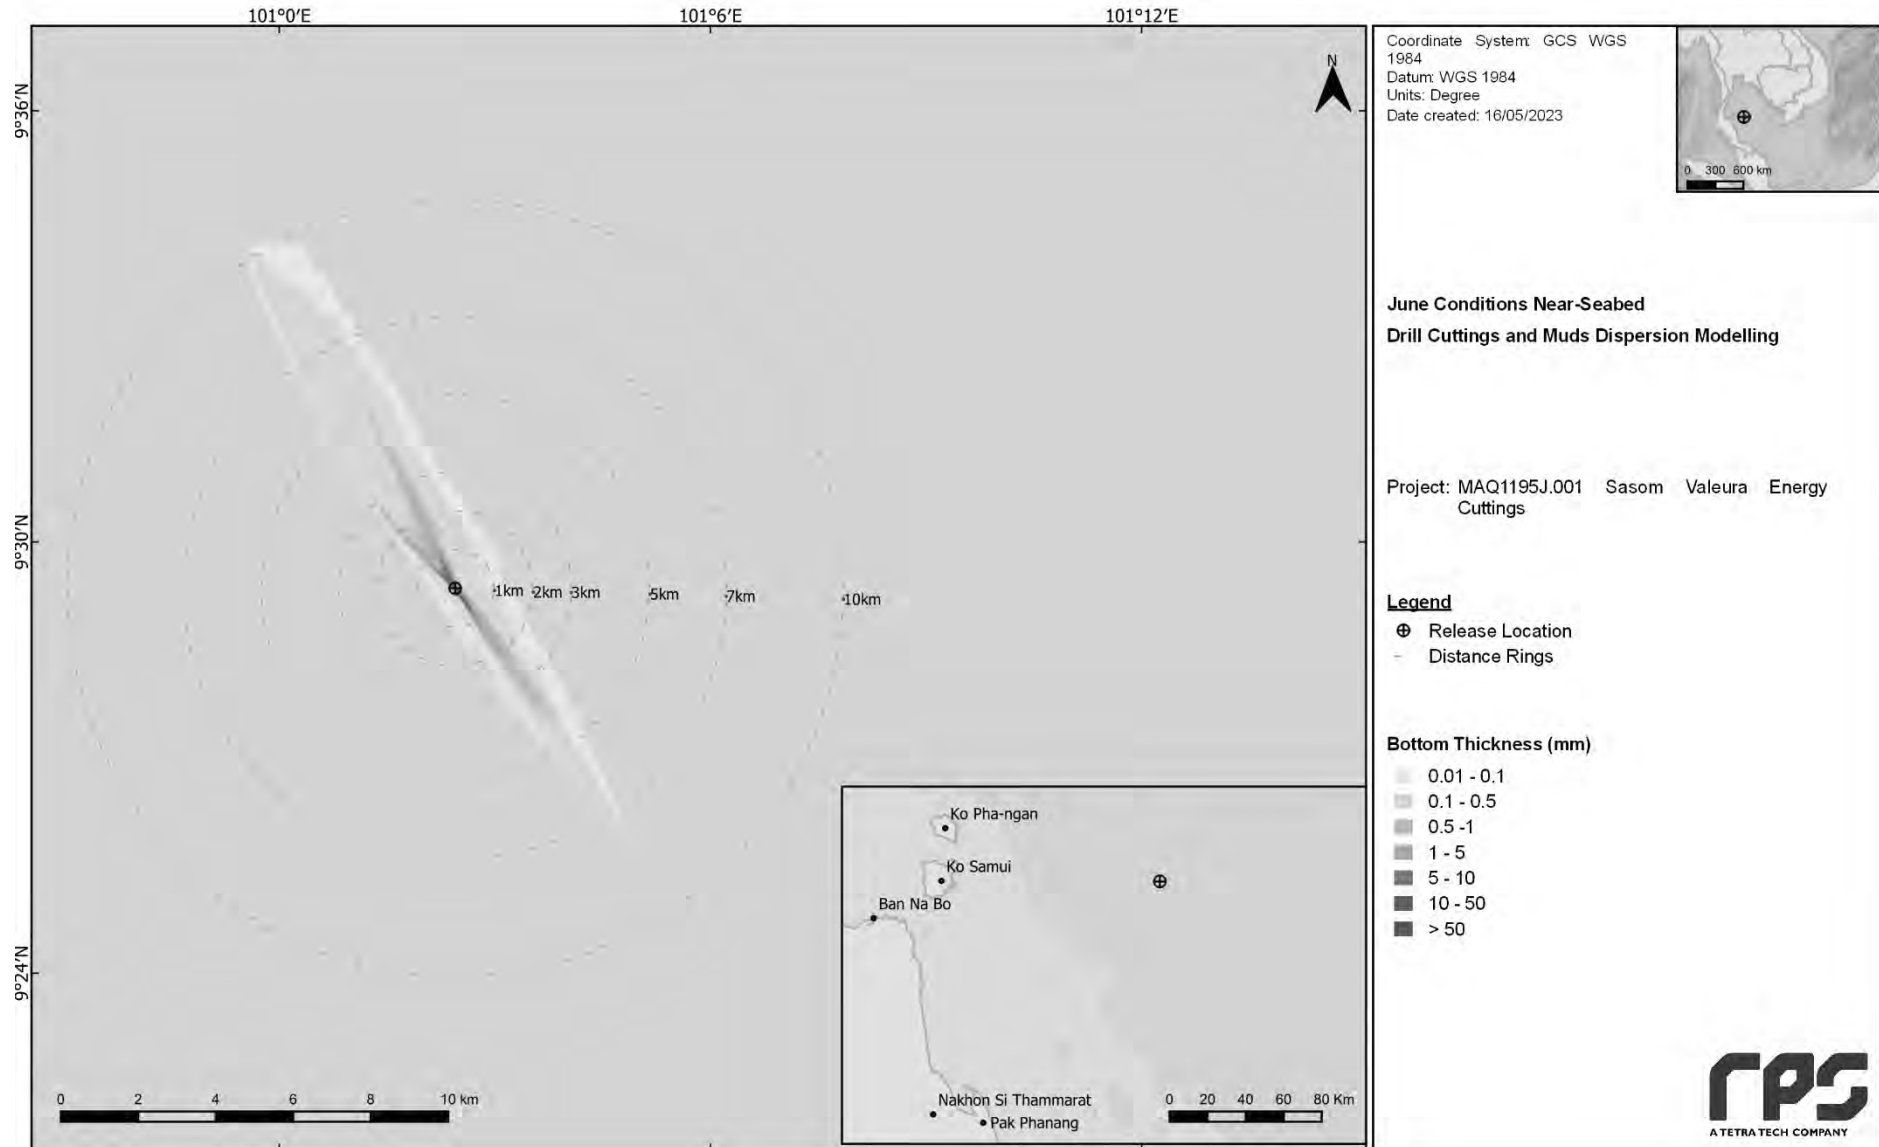 101°0′E
101°6′E
101°12′E
9°36′N
9°30′N
9°24′N
N
1km
2km
3km
5km
7km
10km
0 2 4 6 8 10 km
Ko Pha-ngan
Ko Samui
Ban Na Bo
Nakhon Si Thammarat
Pak Phanang
0 20 40 60 80 Km
Coordinate System: GCS WGS
1984
Datum: WGS 1984
Units: Degree
Date created: 16/05/2023
0 300 600 km
June Conditions Near-Seabed
Drill Cuttings and Muds Dispersion Modelling
Project: MAQ1195J.001 Sasom Valeura Energy
Cuttings
Legend
Release Location
Distance Rings
Bottom Thickness (mm)
0.01 - 0.1
0.1 - 0.5
0.5 -1
1 - 5
5 - 10
10 - 50
> 50
rps
A TETRA TECH COMPANY